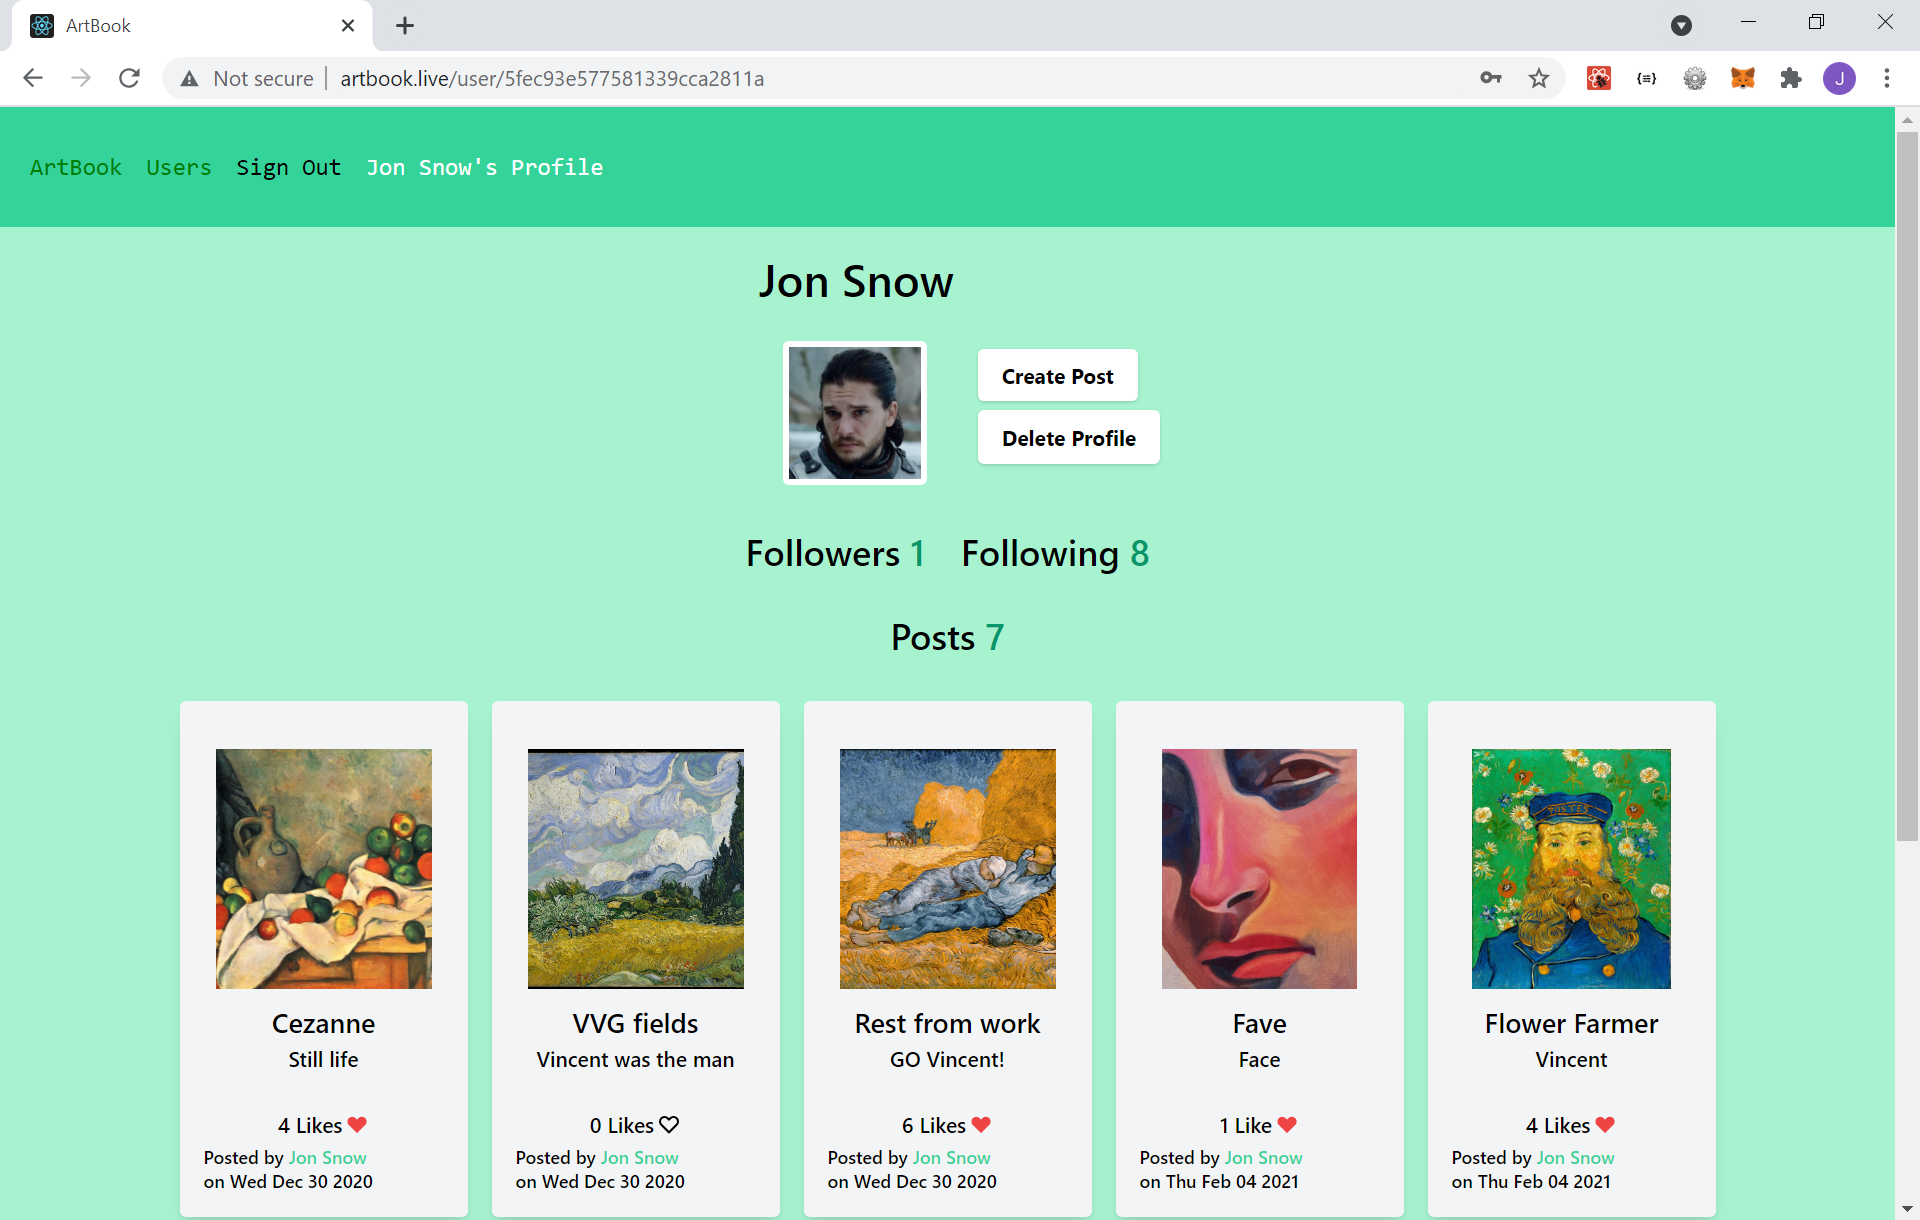 ArtBook
Not secure artbook.live/user/5fec93e577581339cca2811a
J
ArtBook Users Sign Out Jon Snow's Profile
Jon Snow
Create Post
Delete Profile
Followers 1 Following 8
Posts 7
POSTES
Cezanne
Still life
4 Likes
Posted by Jon Snow
on Wed Dec 30 2020
VVG fields
Vincent was the man
0 Likes
Posted by Jon Snow
on Wed Dec 30 2020
Rest from work
GO Vincent!
6 Likes
Posted by Jon Snow
on Wed Dec 30 2020
Fave
Face
1 Like
Posted by Jon Snow
on Thu Feb 04 2021
Flower Farmer
Vincent
4 Likes
Posted by Jon Snow
on Thu Feb 04 2021